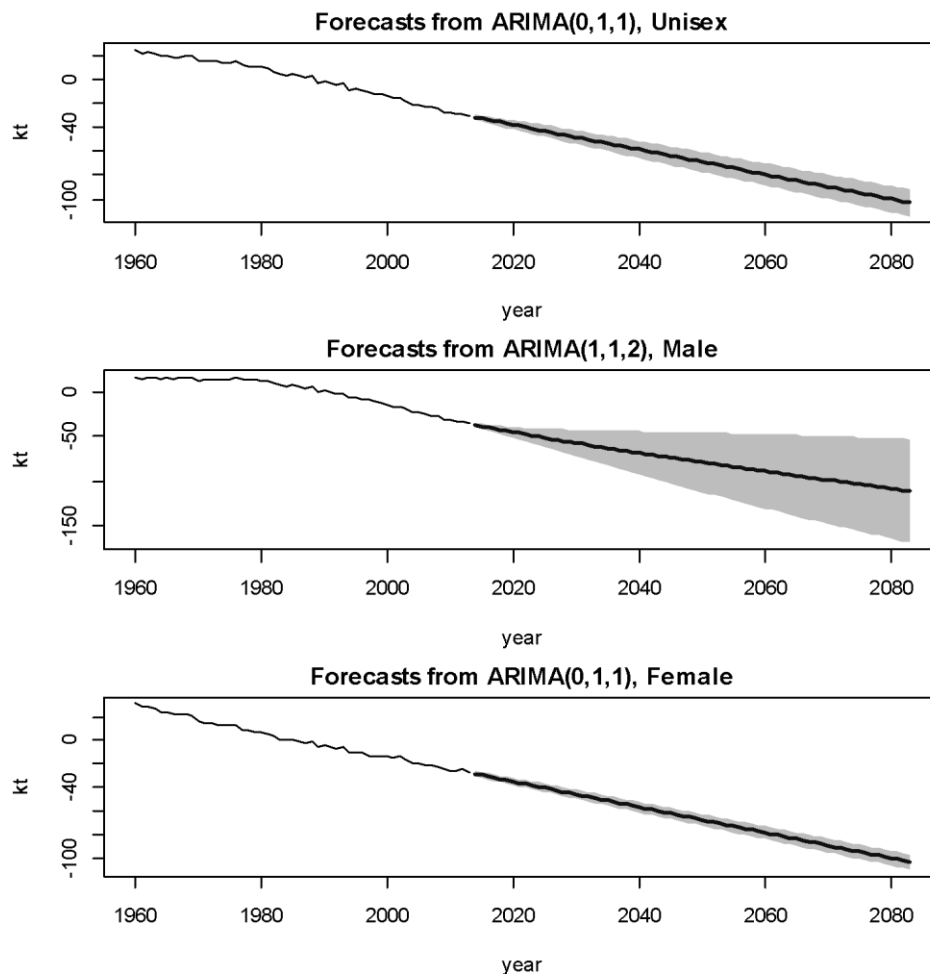 Forecasts from ARIMA(0,1,1), Unisex
kt
0
-40
-100
1960 1980 2000 2020 2040 2060 2080
year
Forecasts from ARIMA(1,1,2), Male
kt
0
-50
-150
1960 1980 2000 2020 2040 2060 2080
year
Forecasts from ARIMA(0,1,1), Female
kt
0
-40
-100
1960 1980 2000 2020 2040 2060 2080
year